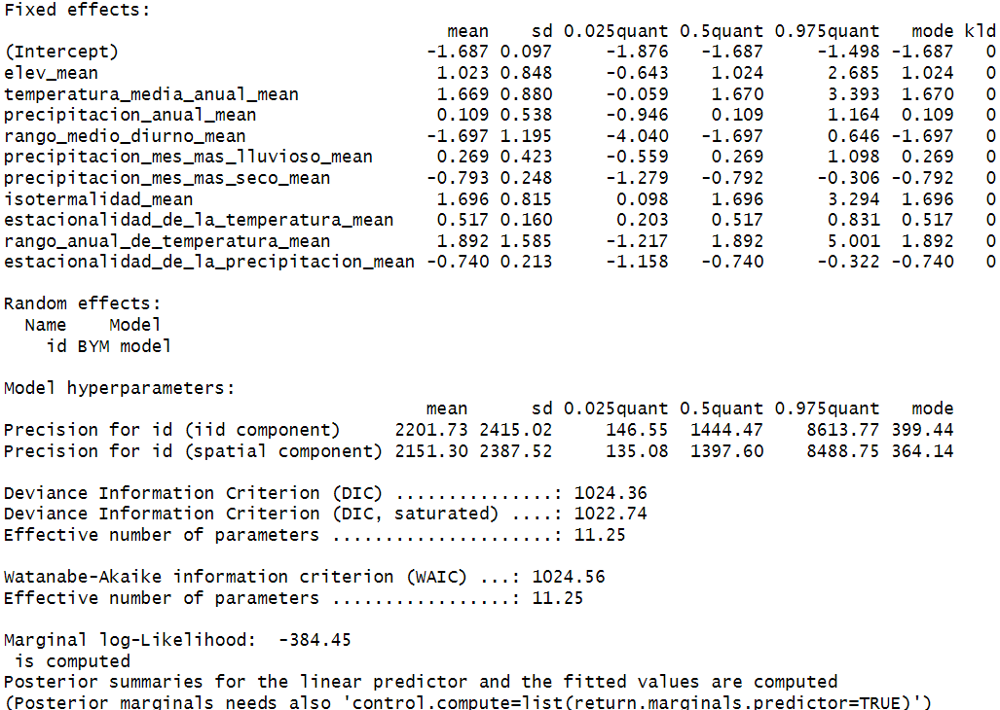 Fixed effects:
                                          mean    sd 0.025quant 0.5quant 0.975quant   mode kld
(Intercept)                             -1.687 0.097     -1.876   -1.687     -1.498 -1.687   0
elev_mean                                1.023 0.848     -0.643    1.024      2.685  1.024   0
temperatura_media_anual_mean             1.669 0.880     -0.059    1.670      3.393  1.670   0
precipitacion_anual_mean                 0.109 0.538     -0.946    0.109      1.164  0.109   0
rango_medio_diurno_mean                 -1.697 1.195     -4.040   -1.697      0.646 -1.697   0
precipitacion_mes_mas_lluvioso_mean      0.269 0.423     -0.559    0.269      1.098  0.269   0
precipitacion_mes_mas_seco_mean         -0.793 0.248     -1.279   -0.792     -0.306 -0.792   0
isotermalidad_mean                       1.696 0.815      0.098    1.696      3.294  1.696   0
estacionalidad_de_la_temperatura_mean    0.517 0.160      0.203    0.517      0.831  0.517   0
rango_anual_de_temperatura_mean          1.892 1.585     -1.217    1.892      5.001  1.892   0
estacionalidad_de_la_precipitacion_mean -0.740 0.213     -1.158   -0.740     -0.322 -0.740   0

Random effects:
  Name    Model
    id BYM model

Model hyperparameters:
                                         mean      sd 0.025quant 0.5quant 0.975quant   mode
Precision for id (iid component)     2201.73 2415.02     146.55  1444.47    8613.77 399.44
Precision for id (spatial component) 2151.30 2387.52     135.08  1397.60    8488.75 364.14

Deviance Information Criterion (DIC) ...............: 1024.36
Deviance Information Criterion (DIC, saturated) ....: 1022.74
Effective number of parameters .....................: 11.25

Watanabe-Akaike information criterion (WAIC) ...: 1024.56
Effective number of parameters .................: 11.25

Marginal log-Likelihood:  -384.45
 is computed
Posterior summaries for the linear predictor and the fitted values are computed
(Posterior marginals needs also 'control.compute=list(return.marginals.predictor=TRUE)')